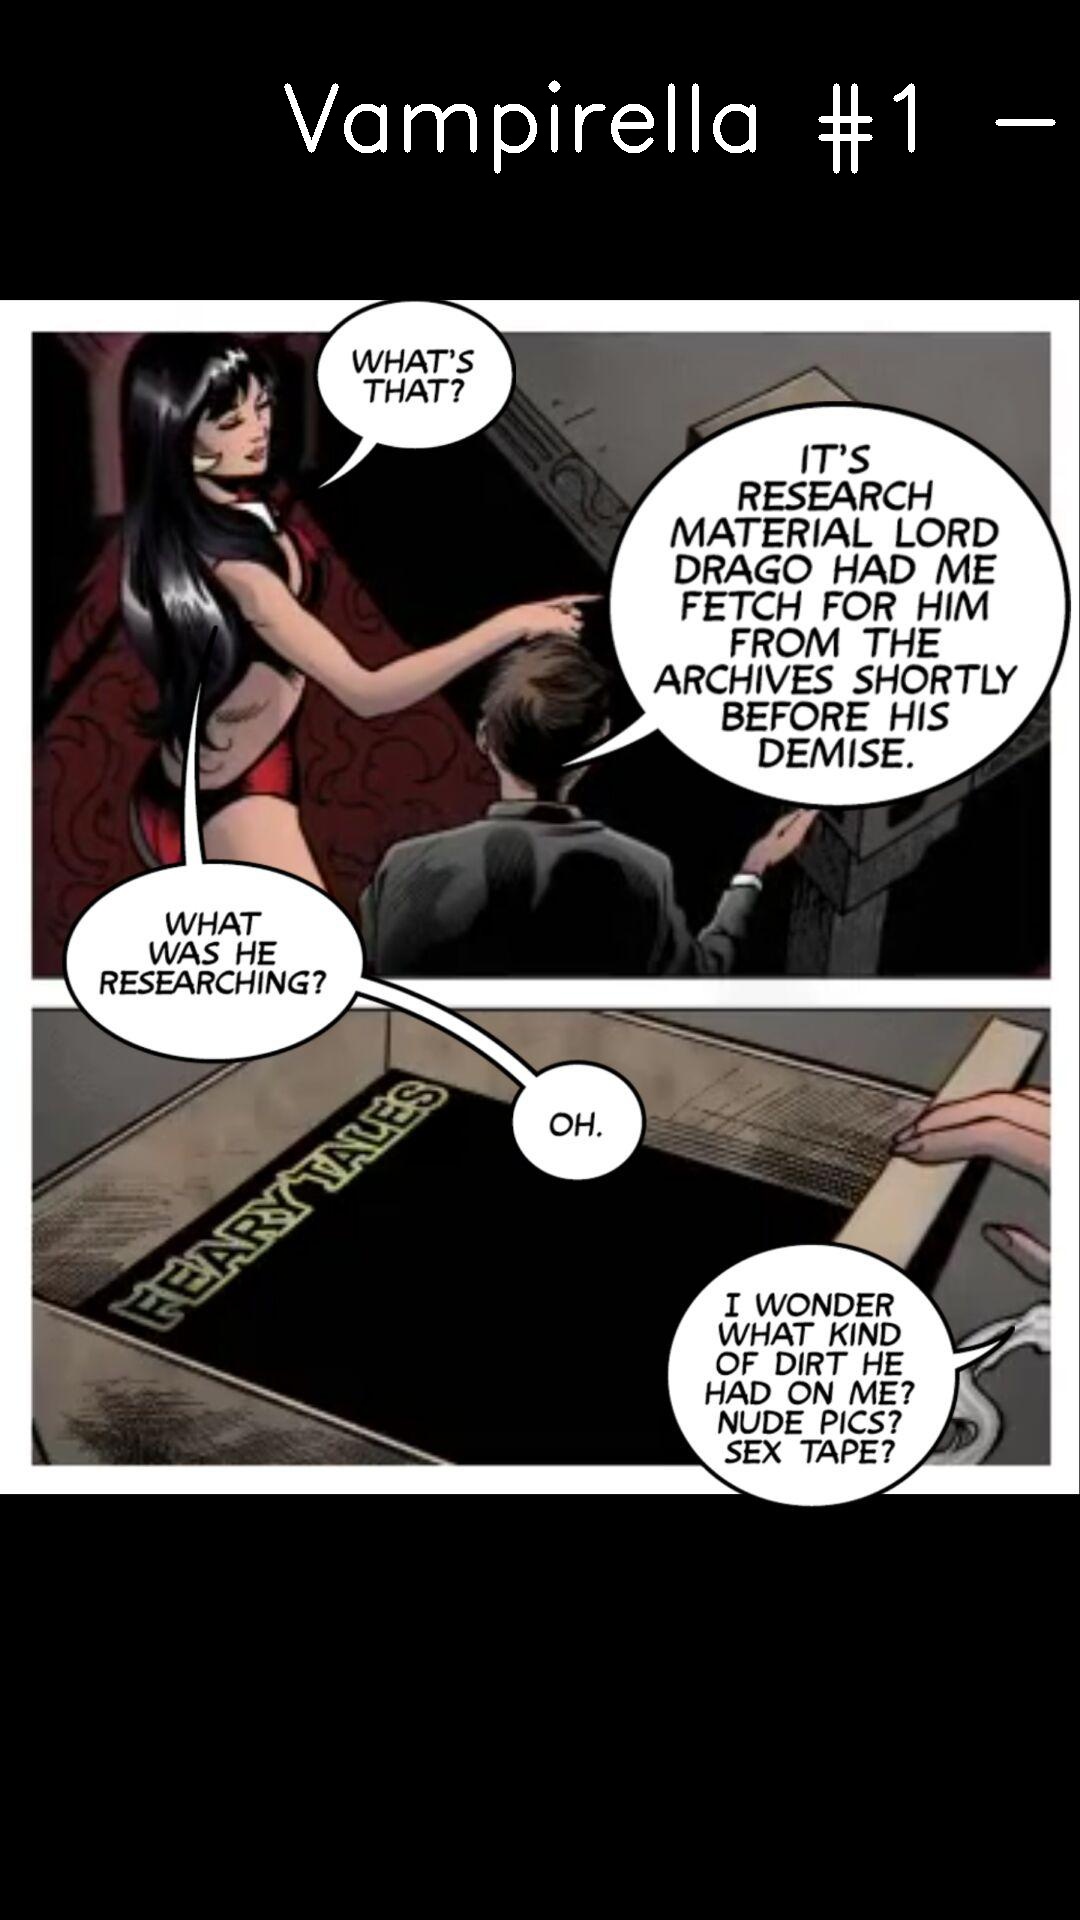 Vampirella #1 –
WHAT'S
THAT?
IT'S
RESEARCH
MATERIAL LORD
DRAGO HAD ME
FETCH FOR HIM
FROM THE
ARCHIVES SHORTLY
BEFORE HIS
DEMISE.
WHAT
WAS HE
RESEARCHING?
OH.
FEARY TALES
I WONDER
WHAT KIND
OF DIRT HE
HAD ON ME?
NUDE PICS?
SEX TAPE?